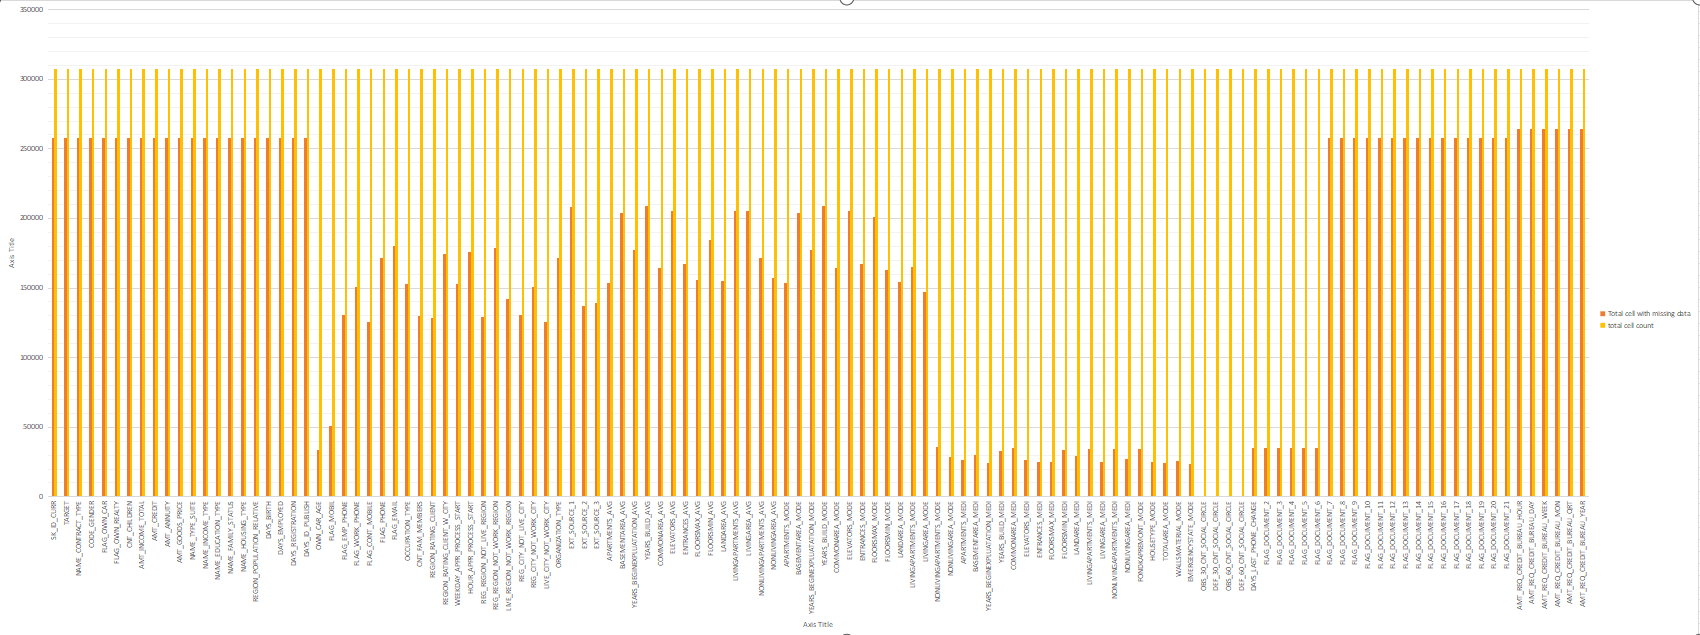 350000
300000
250000
200000
150000
100000
50000
0
Axis Title
SK_ID_CURR
TARGET
NAME_CONTRACT_TYPE
CODE_GENDER
FLAG_OWN_CAR
FLAG_OWN_REALTY
CNT_CHILDREN
AMT_INCOME_TOTAL
AMT_CREDIT
AMT_ANNUITY
AMT_GOODS_PRICE
NAME_TYPE_SUITE
NAME_INCOME_TYPE
NAME_EDUCATION_TYPE
NAME_FAMILY_STATUS
NAME_HOUSING_TYPE
REGION_POPULATION_RELATIVE
DAYS_BIRTH
DAYS_EMPLOYED
DAYS_REGISTRATION
DAYS_ID_PUBLISH
OWN_CAR_AGE
FLAG_MOBIL
FLAG_EMP_PHONE
FLAG_WORK_PHONE
FLAG_CONT_MOBILE
FLAG_PHONE
FLAG_EMAIL
OCCUPATION_TYPE
CNT_FAM_MEMBERS
REGION_RATING_CLIENT
REGION_RATING_CLIENT_W_CITY
WEEKDAY_APPR_PROCESS_START
HOUR_APPR_PROCESS_START
REG_REGION_NOT_LIVE_REGION
REG_REGION_NOT_WORK_REGION
LIVE_REGION_NOT_WORK_REGION
REG_CITY_NOT_LIVE_CITY
REG_CITY_NOT_WORK_CITY
LIVE_CITY_NOT_WORK_CITY
ORGANIZATION_TYPE
EXT_SOURCE_1
EXT_SOURCE_2
EXT_SOURCE_3
APARTMENTS_AVG
BASEMENTAREA_AVG
YEARS_BEGINEXPLUATATION_AVG
YEARS_BUILD_AVG
COMMONAREA_AVG
ELEVATORS_AVG
ENTRANCES_AVG
FLOORSMAX_AVG
FLOORSMIN_AVG
LANDAREA_AVG
LIVINGAPARTMENTS_AVG
LIVINGAREA_AVG
NONLIVINGAPARTMENTS_AVG
NONLIVINGAREA_AVG
APARTMENTS_MODE
BASEMENTAREA_MODE
YEARS_BEGINEXPLUATATION_MODE
YEARS_BUILD_MODE
COMMONAREA_MODE
ELEVATORS_MODE
ENTRANCES_MODE
FLOORSMAX_MODE
FLOORSMIN_MODE
LANDAREA_MODE
LIVINGAPARTMENTS_MODE
LIVINGAREA_MODE
NONLIVINGAPARTMENTS_MODE
NONLIVINGAREA_MODE
APARTMENTS_MEDI
BASEMENTAREA_MEDI
YEARS_BEGINEXPLUATATION_MEDI
YEARS_BUILD_MEDI
COMMONAREA_MEDI
ELEVATORS_MEDI
ENTRANCES_MEDI
FLOORSMAX_MEDI
FLOORSMIN_MEDI
LANDAREA_MEDI
LIVINGAPARTMENTS_MEDI
LIVINGAREA_MEDI
NONLIVINGAPARTMENTS_MEDI
NONLIVINGAREA_MEDI
FONDKAPREMONT_MODE
HOUSETYPE_MODE
TOTALAREA_MODE
WALLSMATERIAL_MODE
EMERGENCYSTATE_MODE
OBS_30_CNT_SOCIAL_CIRCLE
DEF_30_CNT_SOCIAL_CIRCLE
OBS_60_CNT_SOCIAL_CIRCLE
DEF_60_CNT_SOCIAL_CIRCLE
DAYS_LAST_PHONE_CHANGE
FLAG_DOCUMENT_2
FLAG_DOCUMENT_3
FLAG_DOCUMENT_4
FLAG_DOCUMENT_5
FLAG_DOCUMENT_6
FLAG_DOCUMENT_7
FLAG_DOCUMENT_8
FLAG_DOCUMENT_9
FLAG_DOCUMENT_10
FLAG_DOCUMENT_11
FLAG_DOCUMENT_12
FLAG_DOCUMENT_13
FLAG_DOCUMENT_14
FLAG_DOCUMENT_15
FLAG_DOCUMENT_16
FLAG_DOCUMENT_17
FLAG_DOCUMENT_18
FLAG_DOCUMENT_19
FLAG_DOCUMENT_20
FLAG_DOCUMENT_21
AMT_REQ_CREDIT_BUREAU_HOUR
AMT_REQ_CREDIT_BUREAU_DAY
AMT_REQ_CREDIT_BUREAU_WEEK
AMT_REQ_CREDIT_BUREAU_MON
AMT_REQ_CREDIT_BUREAU_QRT
AMT_REQ_CREDIT_BUREAU_YEAR
Axis Title
Total cell with missing data
total cell count